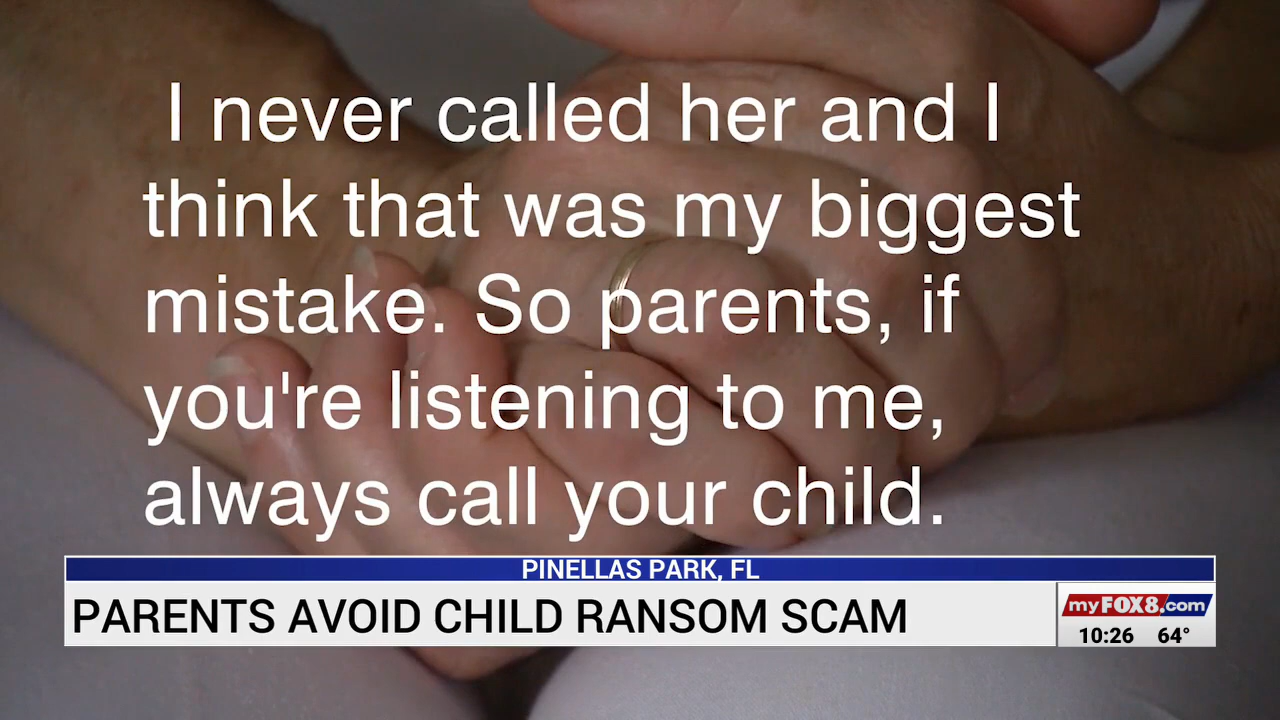 I never called her and I
think that was my biggest
mistake. So parents, if
you're listening to me,
always call your child.
PINELLAS PARK, FL
PARENTS AVOID CHILD RANSOM SCAM
myFOX8.com
10:26 64°